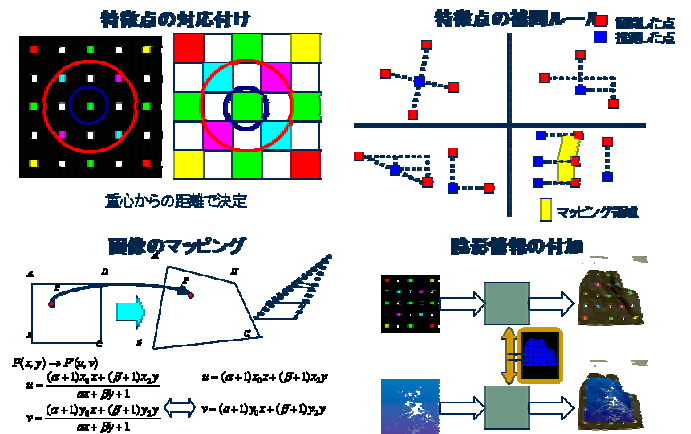 特徴点の対応付け
重心からの距離で決定
特徴点の補間ルール
観測した点
補間した点
マッピング領域
画像のマッピング
A
D
P
B
C
A'
D'
P'
B'
C'
P(x, y) → P'(u, v)
u = (α+1)x₁x + (β+1)x₂y / αx + βy + 1
v = (α+1)y₁x + (β+1)y₂y / αx + βy + 1
u = (α+1)x₁x + (β+1)x₂y
v = (α+1)y₁x + (β+1)y₂y
陰影情報の付加